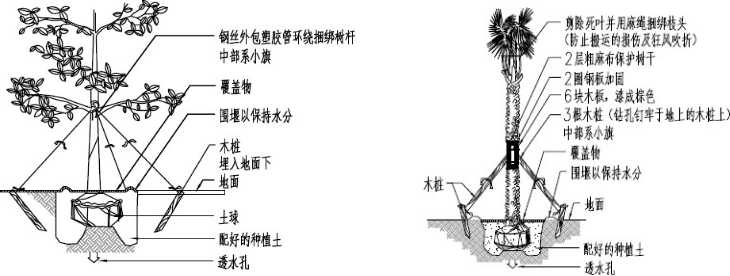 钢丝外包塑胶管环绕捆绑树杆
中部系小旗
覆盖物
围堰以保持水分
木桩
埋入地面下
地面
土球
配好的种植土
透水孔
剪除死叶并用麻绳捆绑枝头
（防止搬运的损伤及狂风吹折）
2层粗麻布保护树干
2圈钢板加固
6块木板，漆成棕色
3根木桩（钻孔钉牢于地上的木桩上）
中部系小旗
覆盖物
围堰以保持水分
木桩
地面
配好的种植土
透水孔